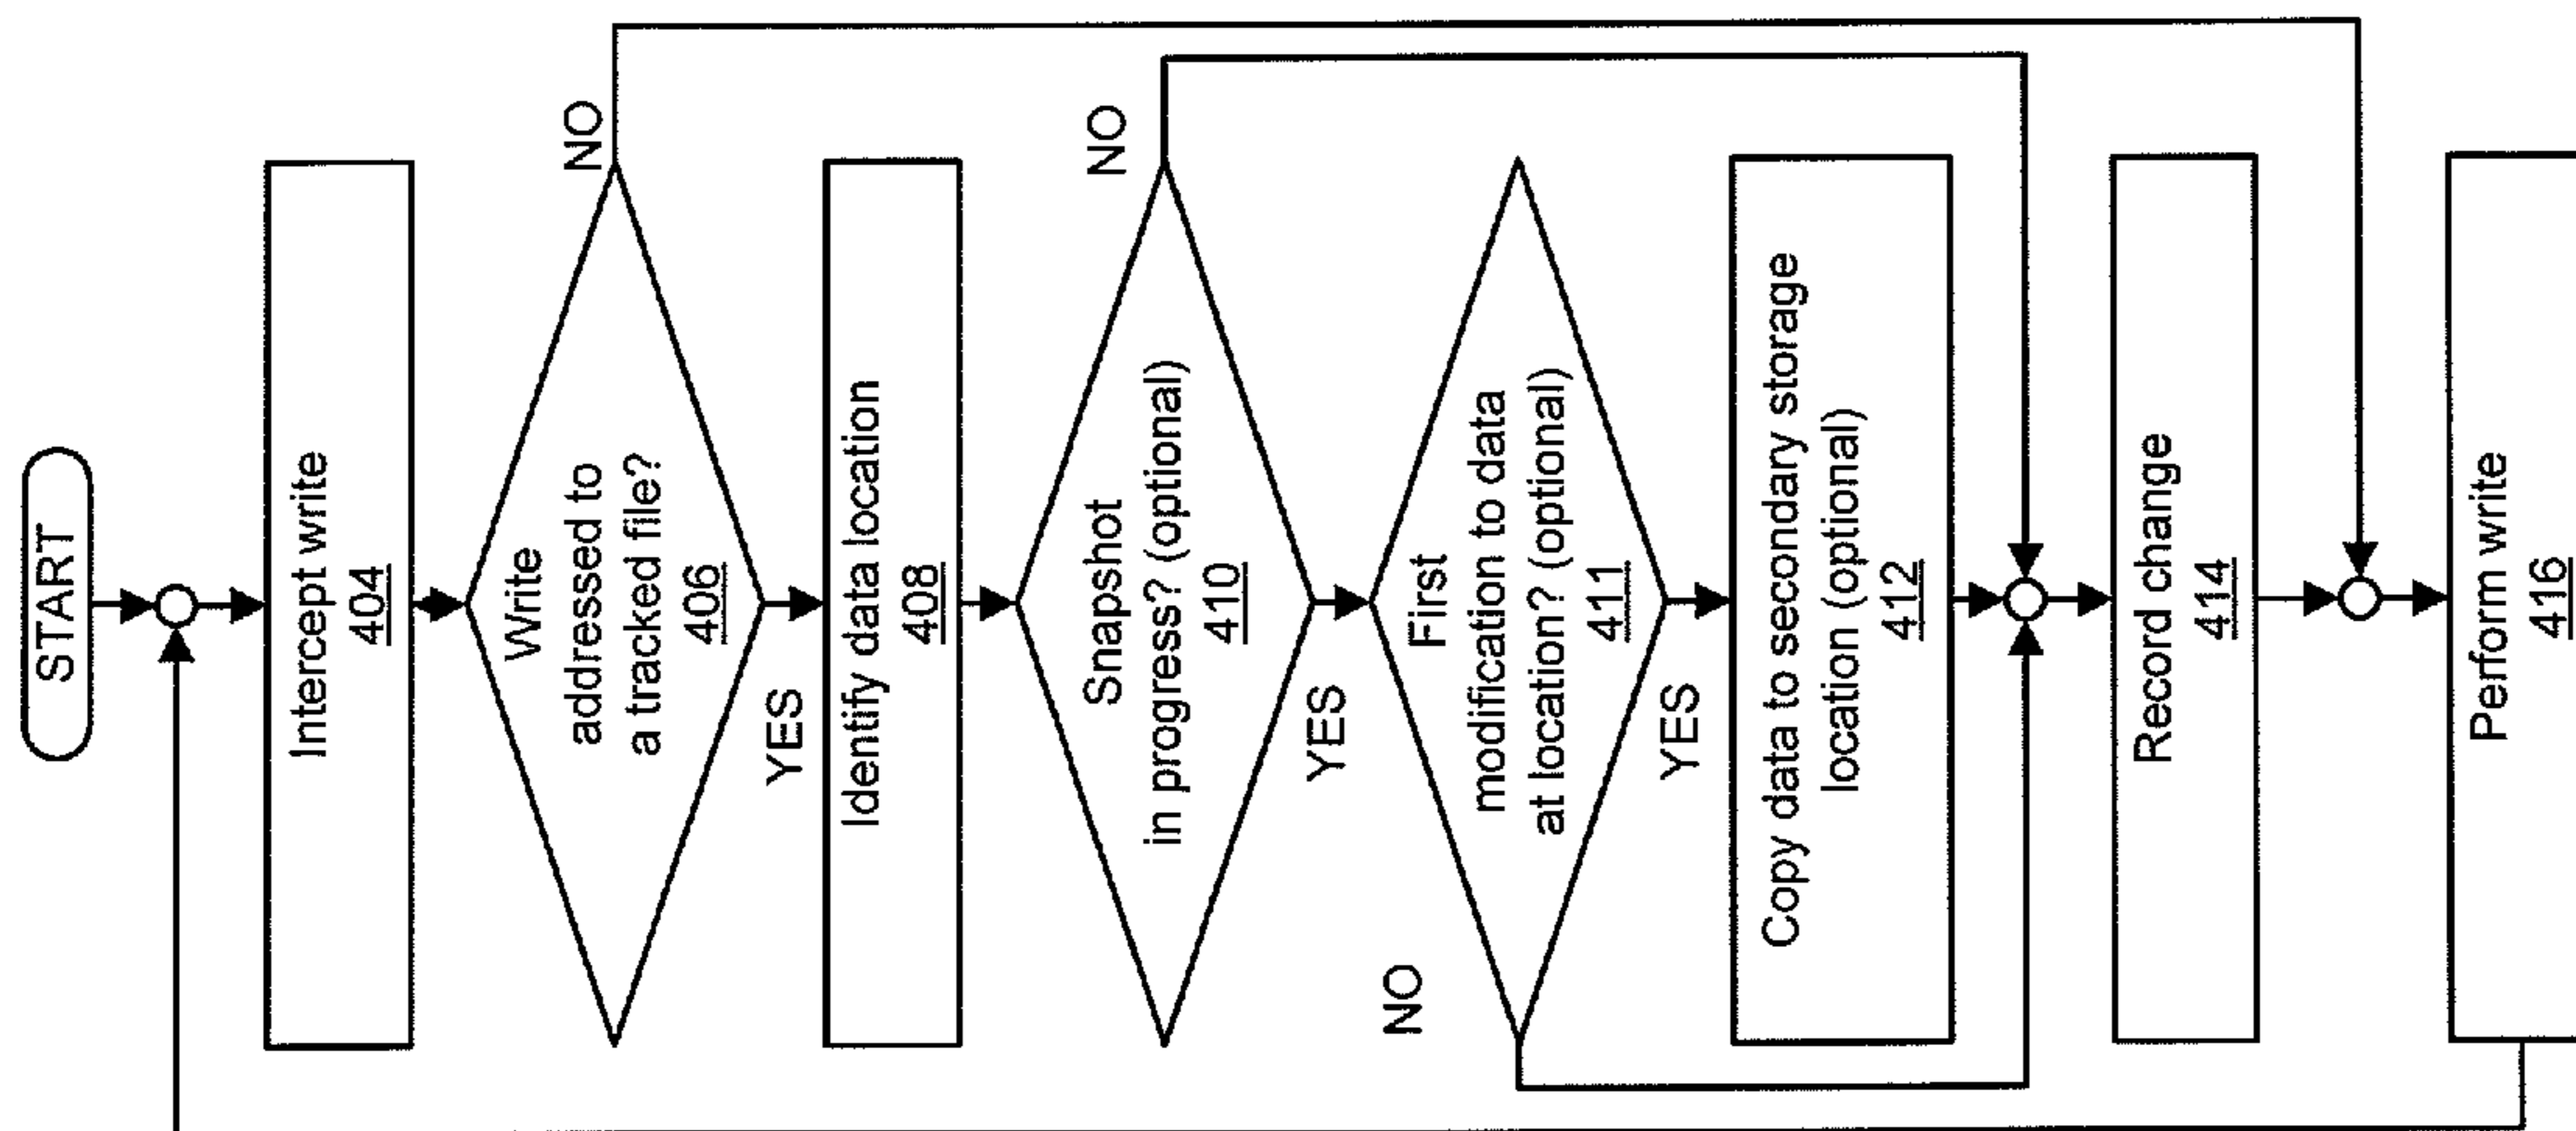 START
Intercept write
404
Write
addressed to
a tracked file?
406
NO
YES
Identify data location
408
Snapshot
in progress? (optional)
410
NO
YES
First
modification to data
at location? (optional)
411
NO
YES
Copy data to secondary storage
location (optional)
412
Record change
414
Perform write
416